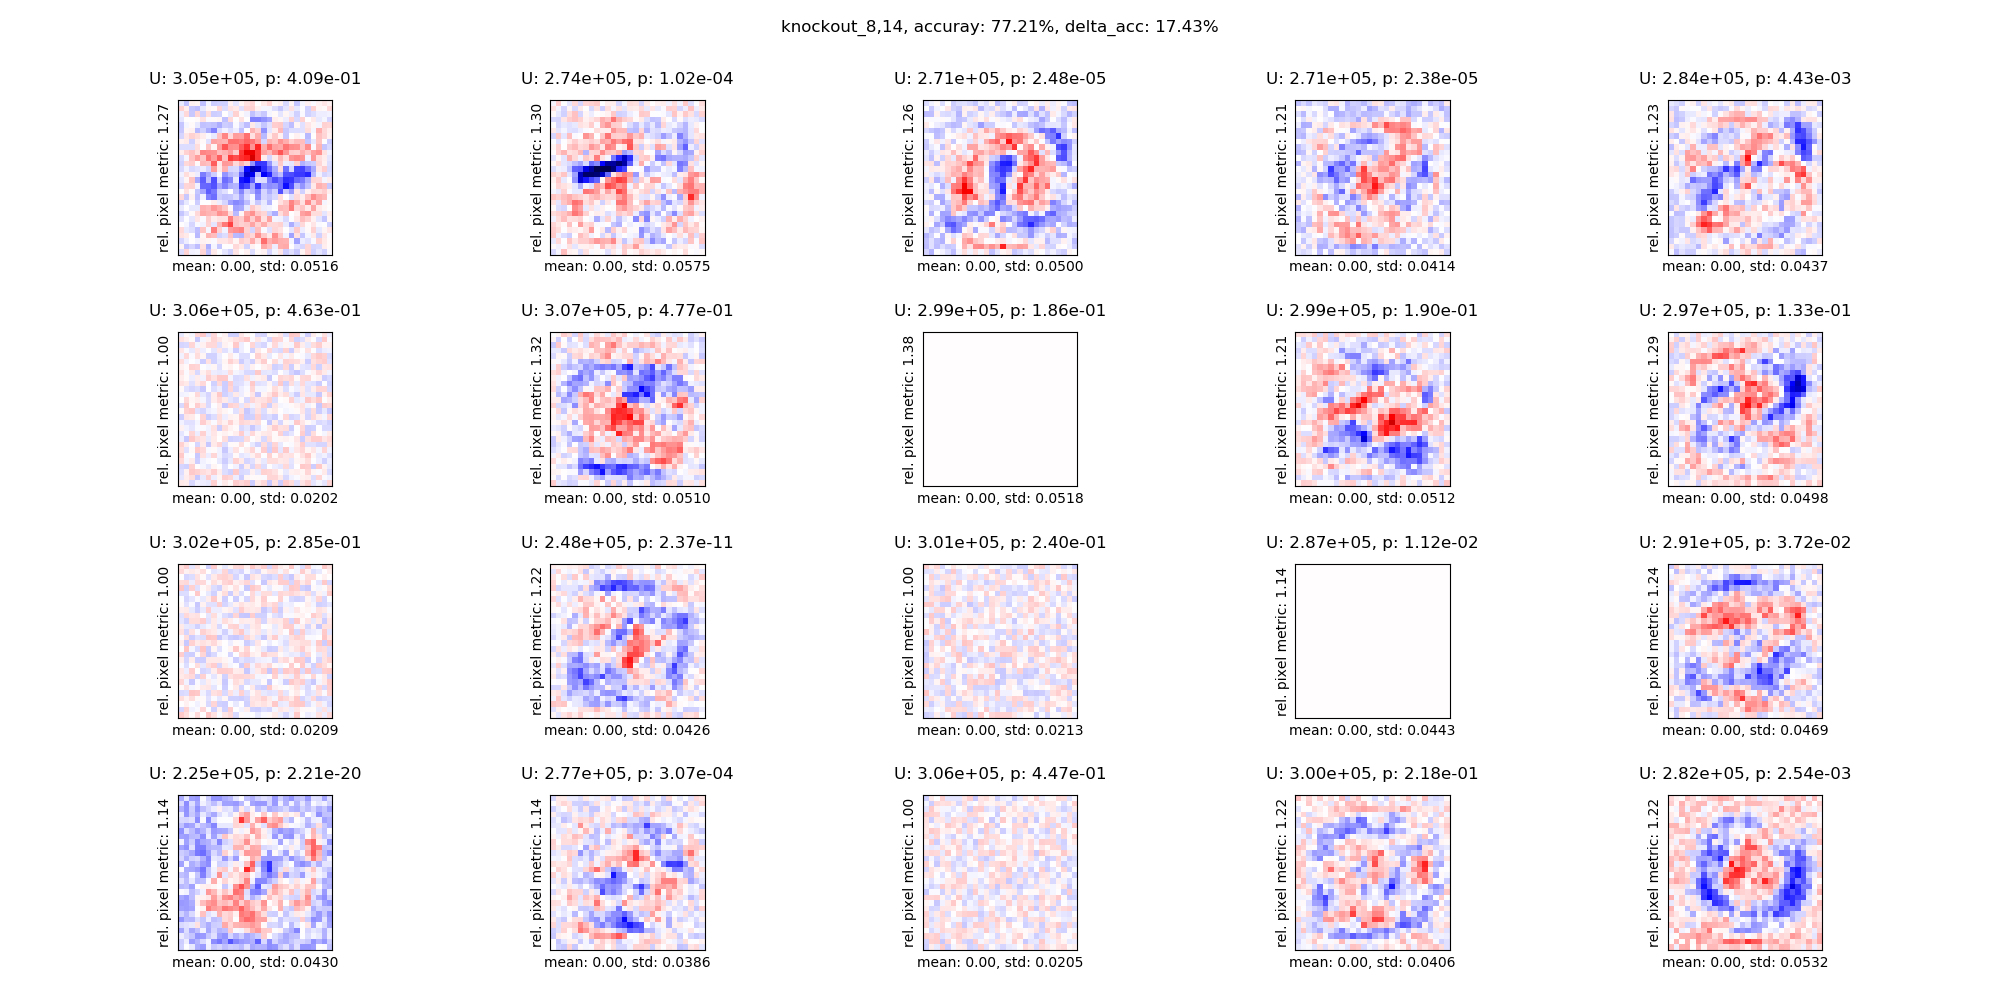 knockout_8,14, accuray: 77.21%, delta_acc: 17.43%
U: 3.05e+05, p: 4.09e-01
rel. pixel metric: 1.27
mean: 0.00, std: 0.0516
U: 2.74e+05, p: 1.02e-04
rel. pixel metric: 1.30
mean: 0.00, std: 0.0575
U: 2.71e+05, p: 2.48e-05
rel. pixel metric: 1.26
mean: 0.00, std: 0.0500
U: 2.71e+05, p: 2.38e-05
rel. pixel metric: 1.21
mean: 0.00, std: 0.0414
U: 2.84e+05, p: 4.43e-03
rel. pixel metric: 1.23
mean: 0.00, std: 0.0437
U: 3.06e+05, p: 4.63e-01
rel. pixel metric: 1.00
mean: 0.00, std: 0.0202
U: 3.07e+05, p: 4.77e-01
rel. pixel metric: 1.32
mean: 0.00, std: 0.0510
U: 2.99e+05, p: 1.86e-01
rel. pixel metric: 1.38
mean: 0.00, std: 0.0518
U: 2.99e+05, p: 1.90e-01
rel. pixel metric: 1.21
mean: 0.00, std: 0.0512
U: 2.97e+05, p: 1.33e-01
rel. pixel metric: 1.29
mean: 0.00, std: 0.0498
U: 3.02e+05, p: 2.85e-01
rel. pixel metric: 1.00
mean: 0.00, std: 0.0209
U: 2.48e+05, p: 2.37e-11
rel. pixel metric: 1.22
mean: 0.00, std: 0.0426
U: 3.01e+05, p: 2.40e-01
rel. pixel metric: 1.00
mean: 0.00, std: 0.0213
U: 2.87e+05, p: 1.12e-02
rel. pixel metric: 1.14
mean: 0.00, std: 0.0443
U: 2.91e+05, p: 3.72e-02
rel. pixel metric: 1.24
mean: 0.00, std: 0.0469
U: 2.25e+05, p: 2.21e-20
rel. pixel metric: 1.14
mean: 0.00, std: 0.0430
U: 2.77e+05, p: 3.07e-04
rel. pixel metric: 1.14
mean: 0.00, std: 0.0386
U: 3.06e+05, p: 4.47e-01
rel. pixel metric: 1.00
mean: 0.00, std: 0.0205
U: 3.00e+05, p: 2.18e-01
rel. pixel metric: 1.22
mean: 0.00, std: 0.0406
U: 2.82e+05, p: 2.54e-03
rel. pixel metric: 1.22
mean: 0.00, std: 0.0532